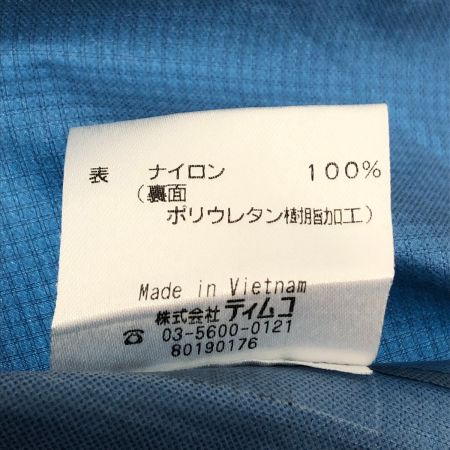 表 ナイロン 100%
(裏面
ポリウレタン樹脂加工)
Made in Vietnam
株式会社 ティムコ
☎ 03-5600-0121
80190176